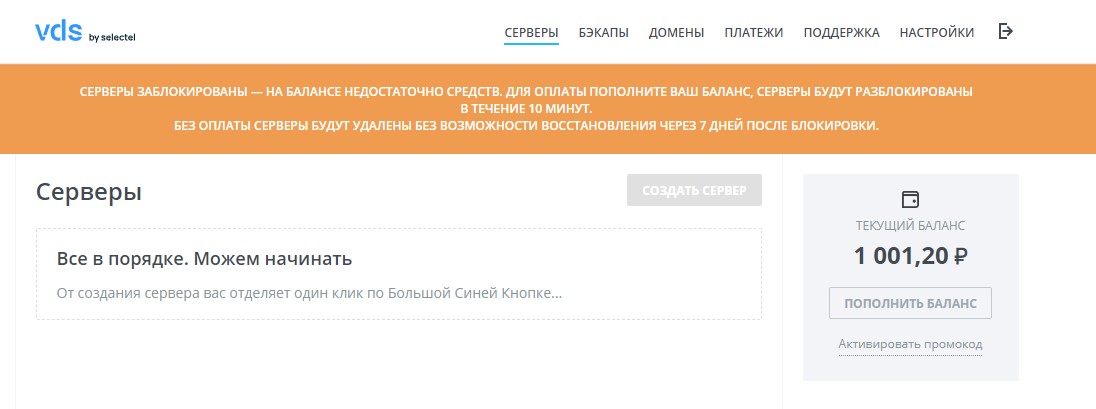 vds by selectel
СЕРВЕРЫ БЭКАПЫ ДОМЕНЫ ПЛАТЕЖИ ПОДДЕРЖКА НАСТРОЙКИ
СЕРВЕРЫ ЗАБЛОКИРОВАНЫ — НА БАЛАНСЕ НЕДОСТАТОЧНО СРЕДСТВ. ДЛЯ ОПЛАТЫ ПОПОЛНИТЕ ВАШ БАЛАНС, СЕРВЕРЫ БУДУТ РАЗБЛОКИРОВАНЫ
В ТЕЧЕНИЕ 10 МИНУТ.
БЕЗ ОПЛАТЫ СЕРВЕРЫ БУДУТ УДАЛЕНЫ БЕЗ ВОЗМОЖНОСТИ ВОССТАНОВЛЕНИЯ ЧЕРЕЗ 7 ДНЕЙ ПОСЛЕ БЛОКИРОВКИ.
Серверы
СОЗДАТЬ СЕРВЕР
Все в порядке. Можем начинать
От создания сервера вас отделяет один клик по Большой Синей Кнопке...
ТЕКУЩИЙ БАЛАНС
1 001,20 ₽
ПОПОЛНИТЬ БАЛАНС
Активировать промокод